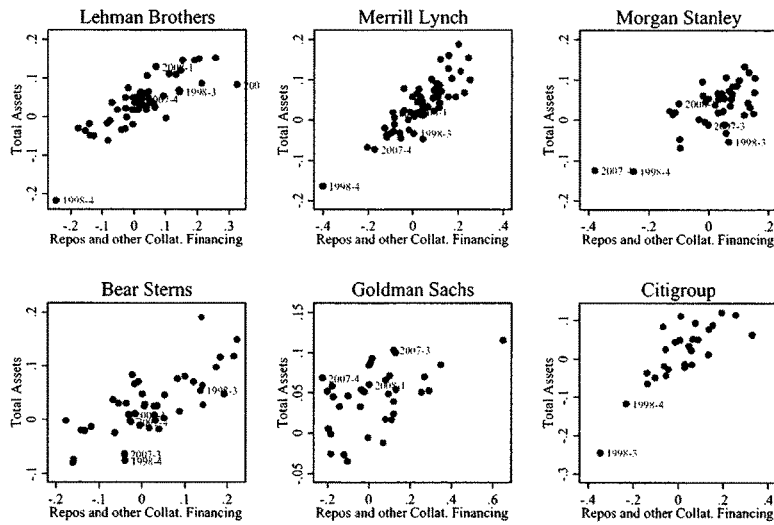 Lehman Brothers
Merrill Lynch
Morgan Stanley
Total Assets
-.2 -.1 0 .1 .2
2008-1
2007-4
1998-3
200
1998-4
-.2 -.1 0 .1 .2 .3
Repos and other Collat. Financing
Total Assets
-.2 -.1 0 .1 .2
1998-3
2007-4
1998-4
-.4 -.2 0 .2 .4
Repos and other Collat. Financing
Total Assets
-.2 -.1 0 .1 .2
2007-3
1998-3
2007-4
1998-4
-.4 -.2 0 .2
Repos and other Collat. Financing
Bear Sterns
Goldman Sachs
Citigroup
Total Assets
-.1 0 .1 .2
1998-3
2007-3
1998-4
-.2 -.1 0 .1 .2
Repos and other Collat. Financing
Total Assets
.05 0 .05 .1 .15
2007-3
2007-4
2008-1
-.2 0 .2 .4 .6
Repos and other Collat. Financing
Total Assets
-.3 -.2 -.1 0 .1
1998-4
1998-3
-.4 -.2 0 .2 .4
Repos and other Collat. Financing